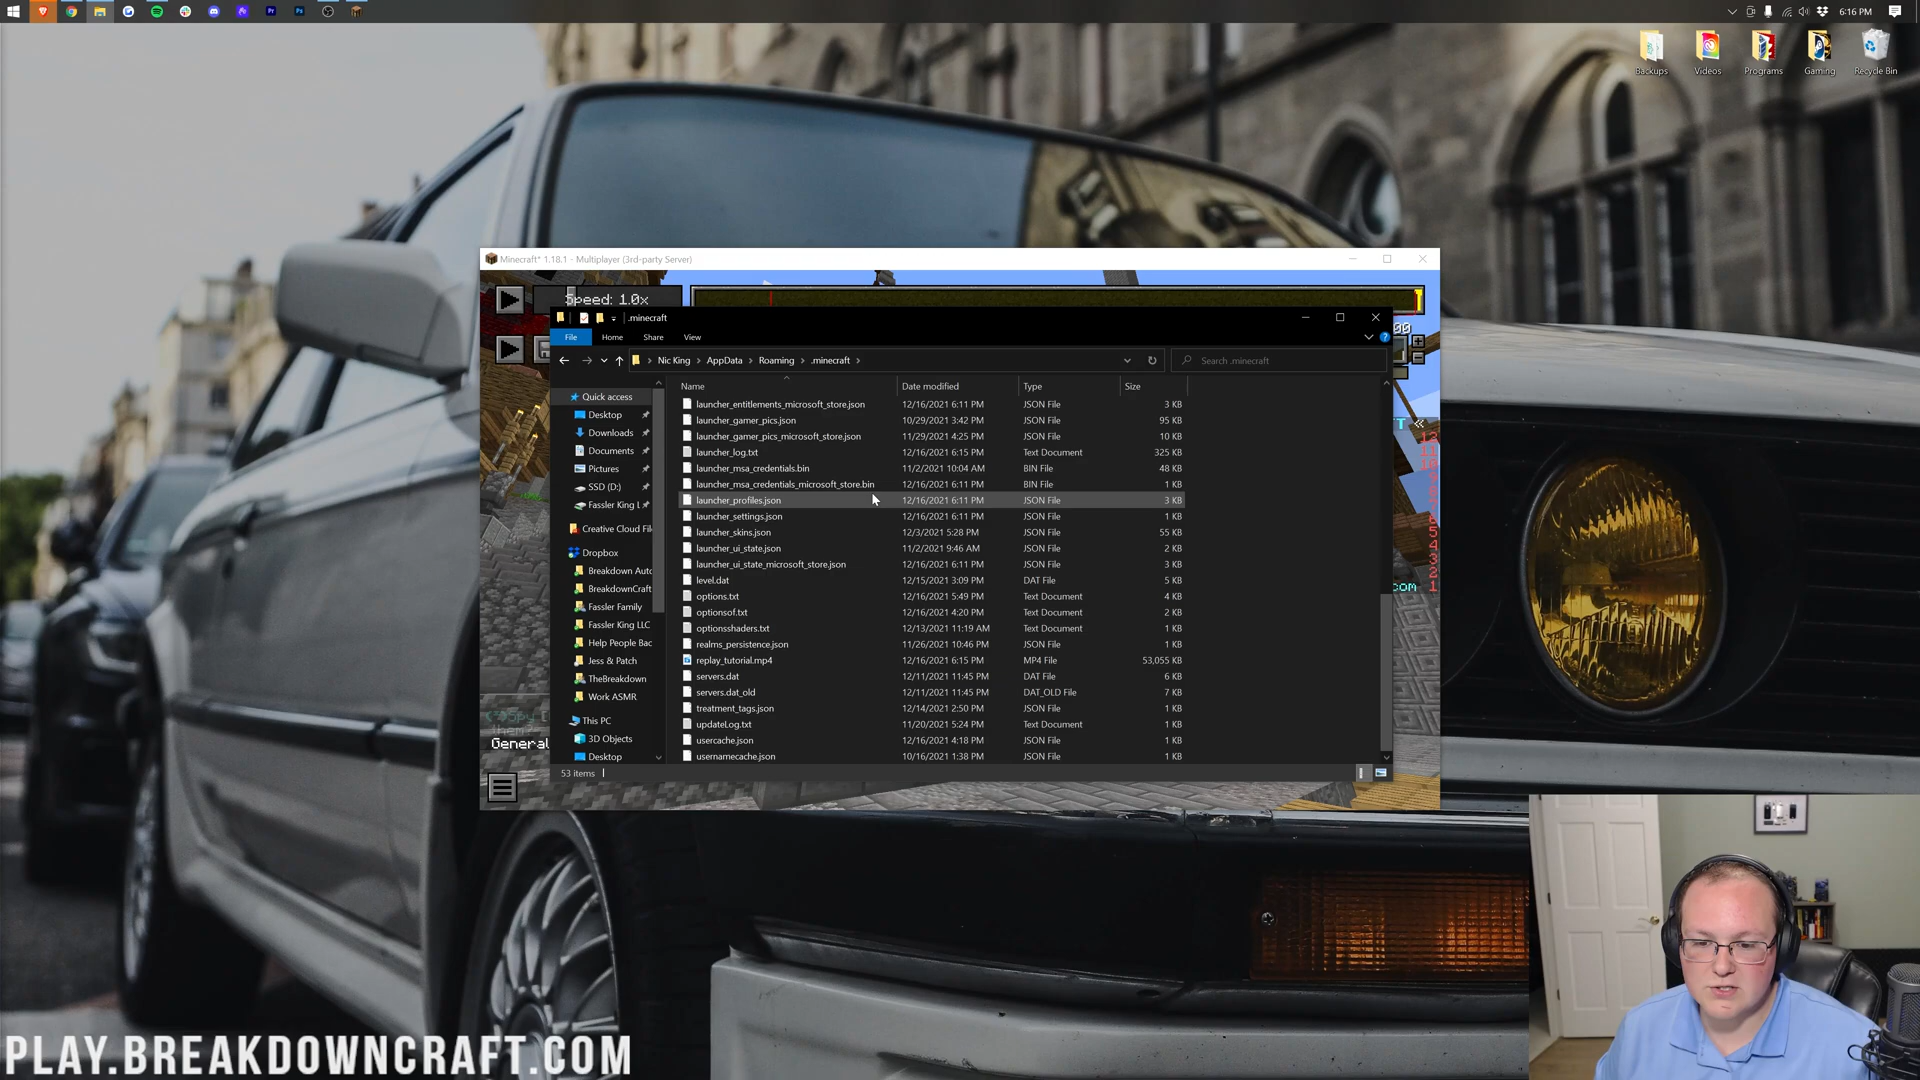 6:16 PM
Backups
Videos
Programs
Gaming
Recycle Bin
Minecraft* 1.18.1 - Multiplayer (3rd-party Server)
Speed: 1.0x
.minecraft
File
Home
Share
View
Nic King
AppData
Roaming
.minecraft
Search .minecraft
Name
Date modified
Type
Size
Quick access
Desktop
Downloads
Documents
Pictures
SSD (D:)
Fassler King L
Creative Cloud File
Dropbox
Breakdown Auto
BreakdownCraft
Fassler Family
Fassler King LLC
Help People Bac
Jess & Patch
TheBreakdown
Work ASMR
This PC
3D Objects
Desktop
launcher_entitlements_microsoft_store.json 12/16/2021 6:11 PM JSON File 3 KB
launcher_gamer_pics.json 10/29/2021 3:42 PM JSON File 95 KB
launcher_gamer_pics_microsoft_store.json 11/29/2021 4:25 PM JSON File 10 KB
launcher_log.txt 12/16/2021 6:15 PM Text Document 325 KB
launcher_msa_credentials.bin 11/2/2021 10:04 AM BIN File 48 KB
launcher_msa_credentials_microsoft_store.bin 12/16/2021 6:11 PM BIN File 1 KB
launcher_profiles.json 12/16/2021 6:11 PM JSON File 3 KB
launcher_settings.json 12/16/2021 6:11 PM JSON File 1 KB
launcher_skins.json 12/3/2021 5:28 PM JSON File 55 KB
launcher_ui_state.json 11/2/2021 9:46 AM JSON File 2 KB
launcher_ui_state_microsoft_store.json 12/16/2021 6:11 PM JSON File 3 KB
level.dat 12/15/2021 3:09 PM DAT File 5 KB
options.txt 12/16/2021 5:49 PM Text Document 4 KB
optionsof.txt 12/16/2021 4:20 PM Text Document 2 KB
optionsshaders.txt 12/13/2021 11:19 AM Text Document 1 KB
realms_persistence.json 11/26/2021 10:46 PM JSON File 1 KB
replay_tutorial.mp4 12/16/2021 6:15 PM MP4 File 53,055 KB
servers.dat 12/11/2021 11:45 PM DAT File 6 KB
servers.dat_old 12/11/2021 11:45 PM DAT_OLD File 7 KB
treatment_tags.json 12/14/2021 2:50 PM JSON File 1 KB
updateLog.txt 11/20/2021 5:24 PM Text Document 1 KB
usercache.json 12/16/2021 4:18 PM JSON File 1 KB
usernamecache.json 10/16/2021 1:38 PM JSON File 1 KB
53 items
General
com
PLAY.BREAKDOWNCRAFT.COM